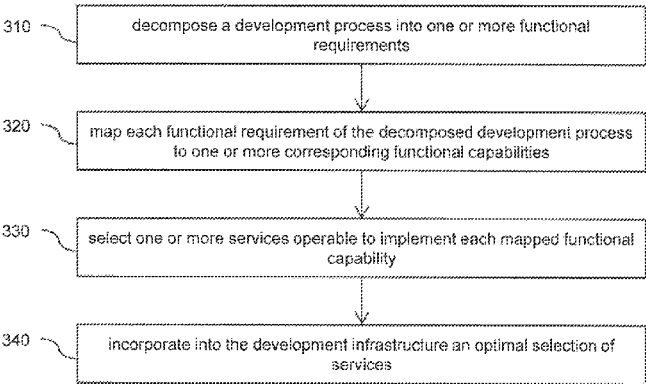 310
decompose a development process into one or more functional
requirements
320
map each functional requirement of the decomposed development process
to one or more corresponding functional capabilities
330
select one or more services operable to implement each mapped functional
capability
340
incorporate into the development infrastructure an optimal selection of
services